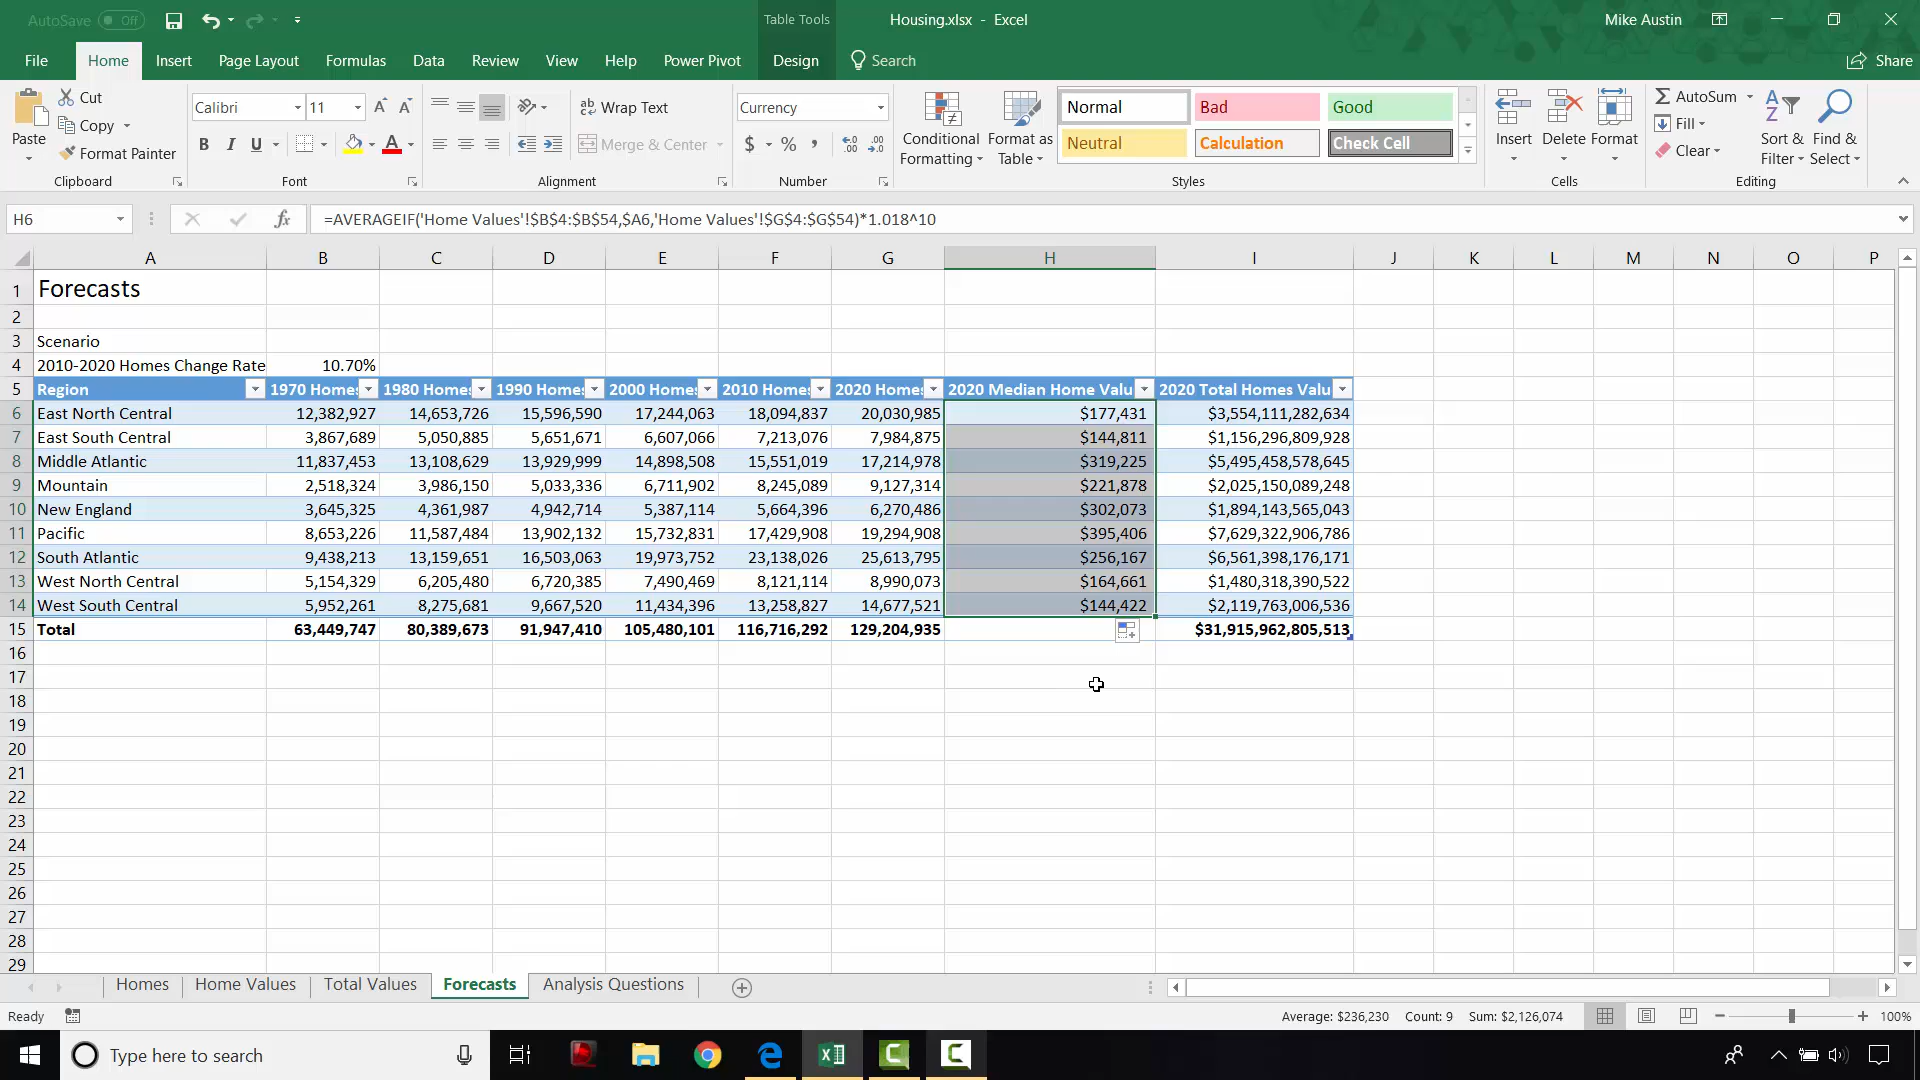 AutoSave Off Table Tools Housing.xlsx - Excel Mike Austin
File Home Insert Page Layout Formulas Data Review View Help Power Pivot Design Search Share
Paste Cut Copy Format Painter Clipboard
Calibri 11 B I U A Font
Wrap Text Merge & Center Alignment
Currency $ % , Number
Conditional Formatting Format as Table
Normal Bad Good
Neutral Calculation Check Cell
Styles
Insert Delete Format Cells
AutoSum Fill Clear Sort & Filter Find & Select Editing
H6 fx =AVERAGEIF('Home Values'!$B$4:$B$54,$A6,'Home Values'!$G$4:$G$54)*1.018^10
A B C D E F G H I J K L M N O P
1 Forecasts
2
3 Scenario
4 2010-2020 Homes Change Rate 10.70%
5 Region 1970 Homes 1980 Homes 1990 Homes 2000 Homes 2010 Homes 2020 Homes 2020 Median Home Valu 2020 Total Homes Valu
6 East North Central 12,382,927 14,653,726 15,596,590 17,244,063 18,094,837 20,030,985 $177,431 $3,554,111,282,634
7 East South Central 3,867,689 5,050,885 5,651,671 6,607,066 7,213,076 7,984,875 $144,811 $1,156,296,809,928
8 Middle Atlantic 11,837,453 13,108,629 13,929,999 14,898,508 15,551,019 17,214,978 $319,225 $5,495,458,578,645
9 Mountain 2,518,324 3,986,150 5,033,336 6,711,902 8,245,089 9,127,314 $221,878 $2,025,150,089,248
10 New England 3,645,325 4,361,987 4,942,714 5,387,114 5,664,396 6,270,486 $302,073 $1,894,143,565,043
11 Pacific 8,653,226 11,587,484 13,902,132 15,732,831 17,429,908 19,294,908 $395,406 $7,629,322,906,786
12 South Atlantic 9,438,213 13,159,651 16,503,063 19,973,752 23,138,026 25,613,795 $256,167 $6,561,398,176,171
13 West North Central 5,154,329 6,205,480 6,720,385 7,490,469 8,121,114 8,990,073 $164,661 $1,480,318,390,522
14 West South Central 5,952,261 8,275,681 9,667,520 11,434,396 13,258,827 14,677,521 $144,422 $2,119,763,006,536
15 Total 63,449,747 80,389,673 91,947,410 105,480,101 116,716,292 129,204,935 $31,915,962,805,513
16
17
18
19
20
21
22
23
24
25
26
27
28
29
Homes Home Values Total Values Forecasts Analysis Questions
Ready Average: $236,230 Count: 9 Sum: $2,126,074 100%
Type here to search